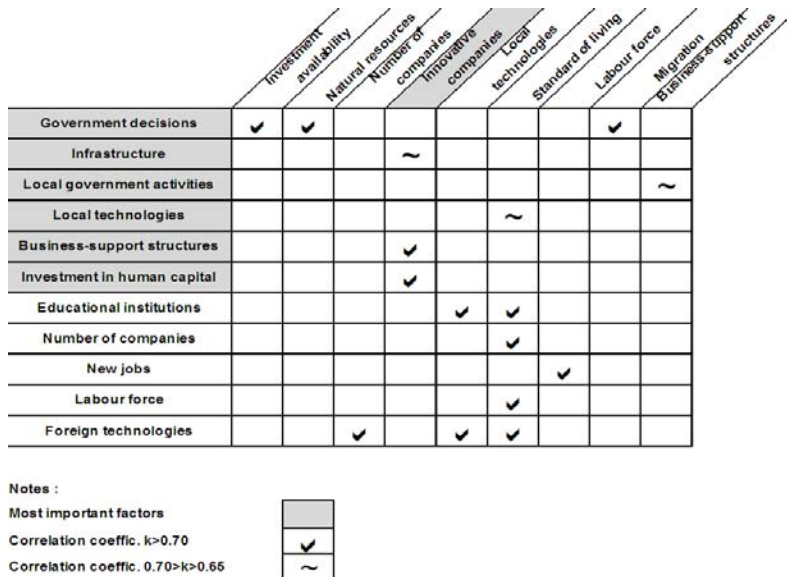 Investment
availability
Natural resources
Number of
companies
Innovative
companies
Local
technologies
Standard of living
Labour force
Migration
Business-support
structures
Government decisions
Infrastructure
Local government activities
Local technologies
Business-support structures
Investment in human capital
Educational institutions
Number of companies
New jobs
Labour force
Foreign technologies
Notes :
Most important factors
Correlation coeffic. k>0.70
Correlation coeffic. 0.70>k>0.65